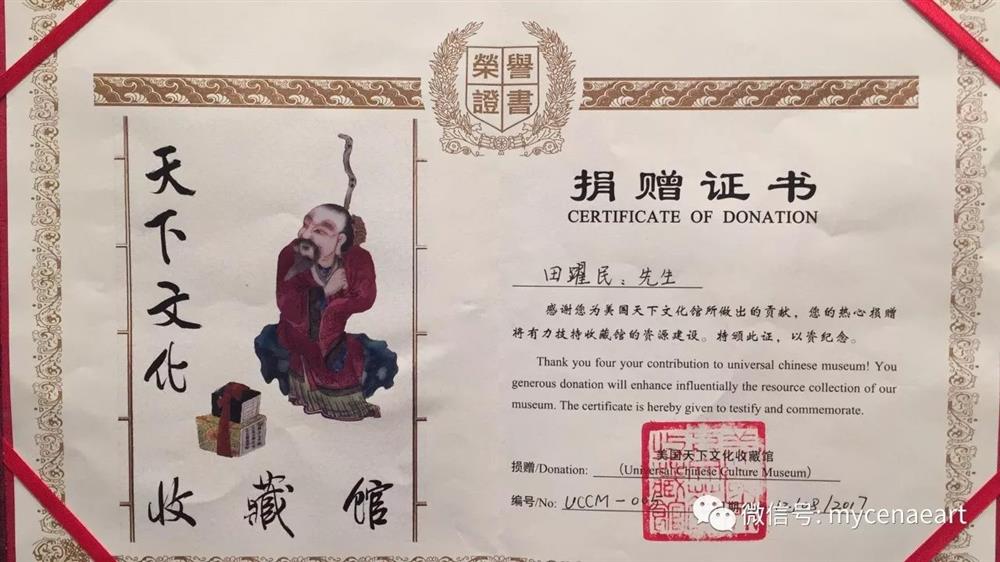 榮譽
證書
天下文化
收藏馆
捐赠证书
CERTIFICATE OF DONATION
田躍民：先生
感谢您为美国天下文化馆所做出的贡献，您的热心捐赠
将有力技持收藏馆的资源建设。特颁此证，以资纪念。
Thank you four your contribution to universal chinese museum! You
generous donation will enhance influentially the resource collection of our
museum. The certificate is hereby given to testify and commemorate.
美国天下文化收藏馆
捐赠/Donation: （Universal Chinese Culture Museum）
编号/No: UCCM-00 期 2017
微信号: mycenaeart